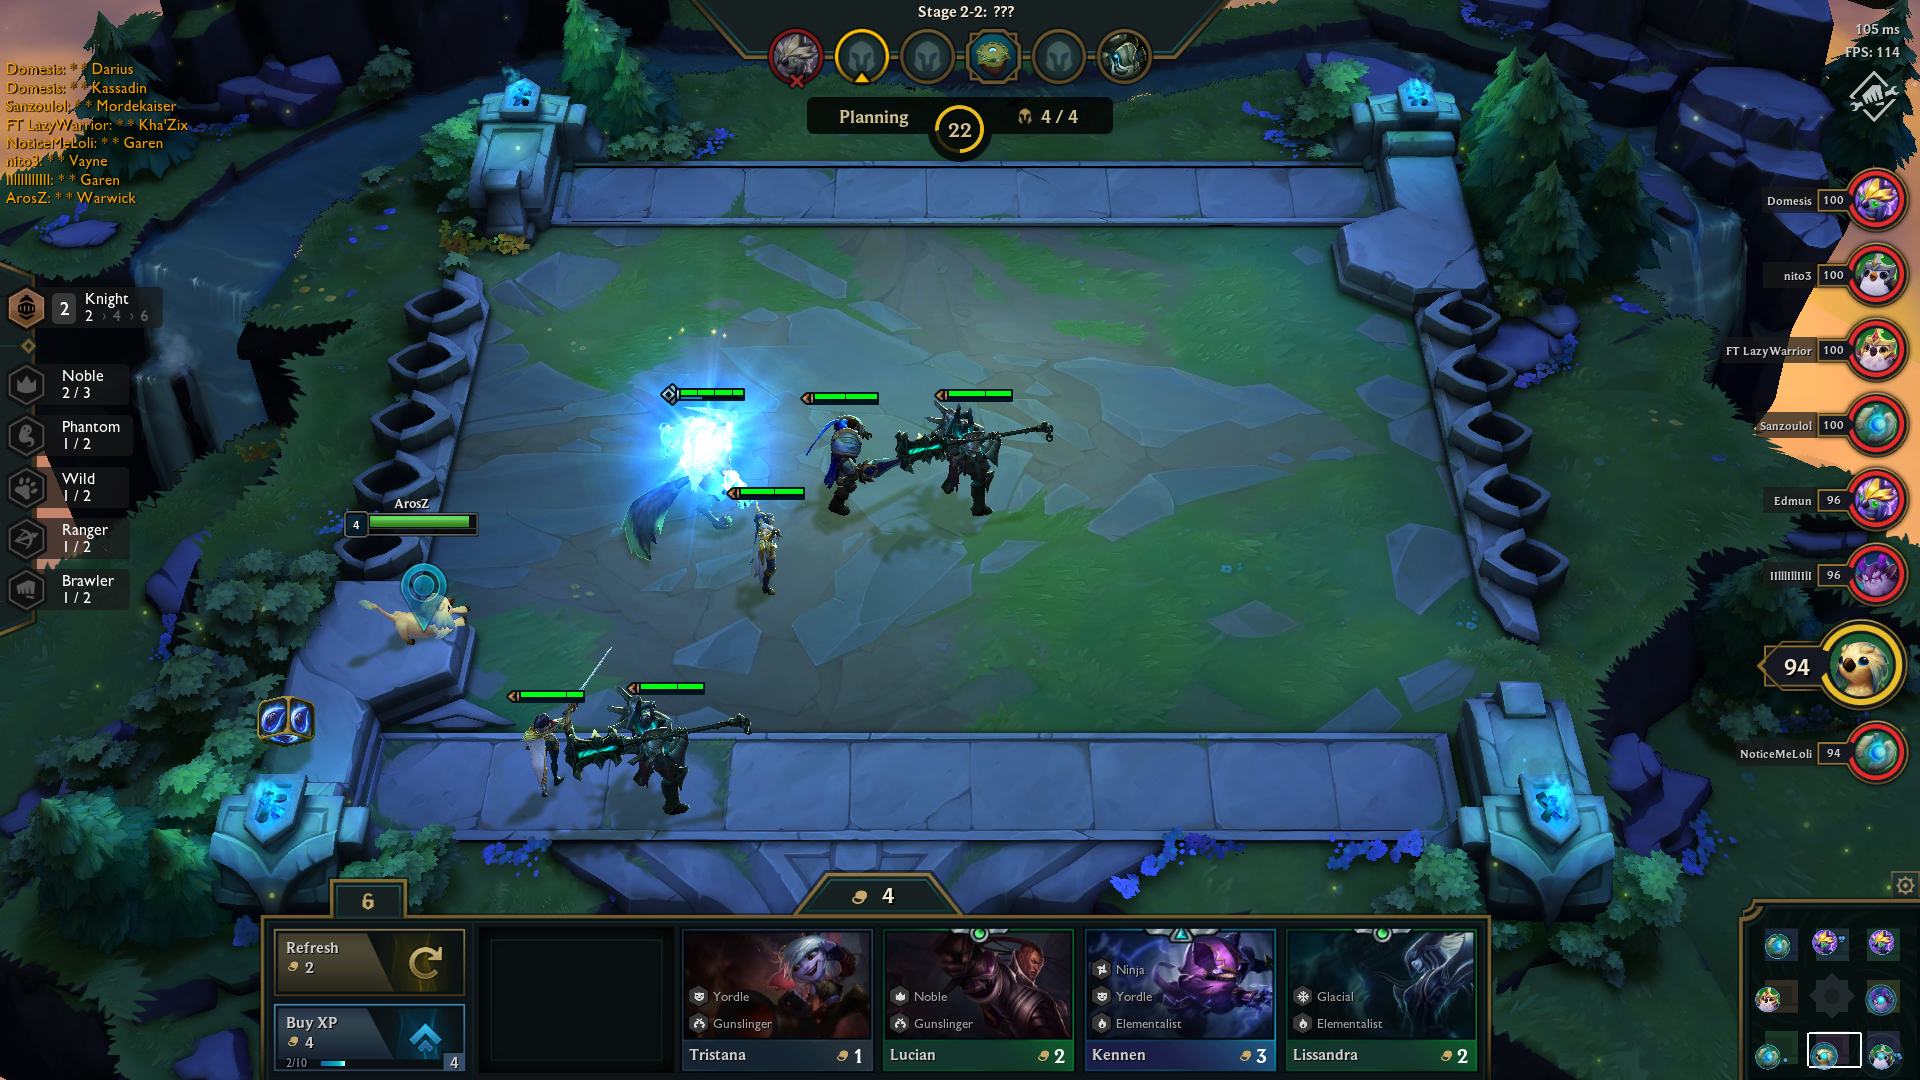 Stage 2-2: ???
105 ms
FPS: 114
Planning
22
4 / 4
Domesis: * * Darius
Domesis: * * Kassadin
Sanzoulol: * * Mordekaiser
FT LazyWarrior: * * Kha'Zix
NoticeMeLoli: * * Garen
nito3: * * Vayne
ArosZ: * * Warwick
2
Knight
2 › 4 › 6
Noble
2 / 3
Phantom
1 / 2
Wild
1 / 2
Ranger
1 / 2
Brawler
1 / 2
ArosZ
4
Domesis 100
nito3 100
FT LazyWarrior 100
Sanzoulol 100
Edmun 96
96
94
NoticeMeLoli 94
6
4
Refresh
2
Buy XP
4
2/10
4
Yordle
Gunslinger
Tristana 1
Noble
Gunslinger
Lucian 2
Ninja
Yordle
Elementalist
Kennen 3
Glacial
Elementalist
Lissandra 2